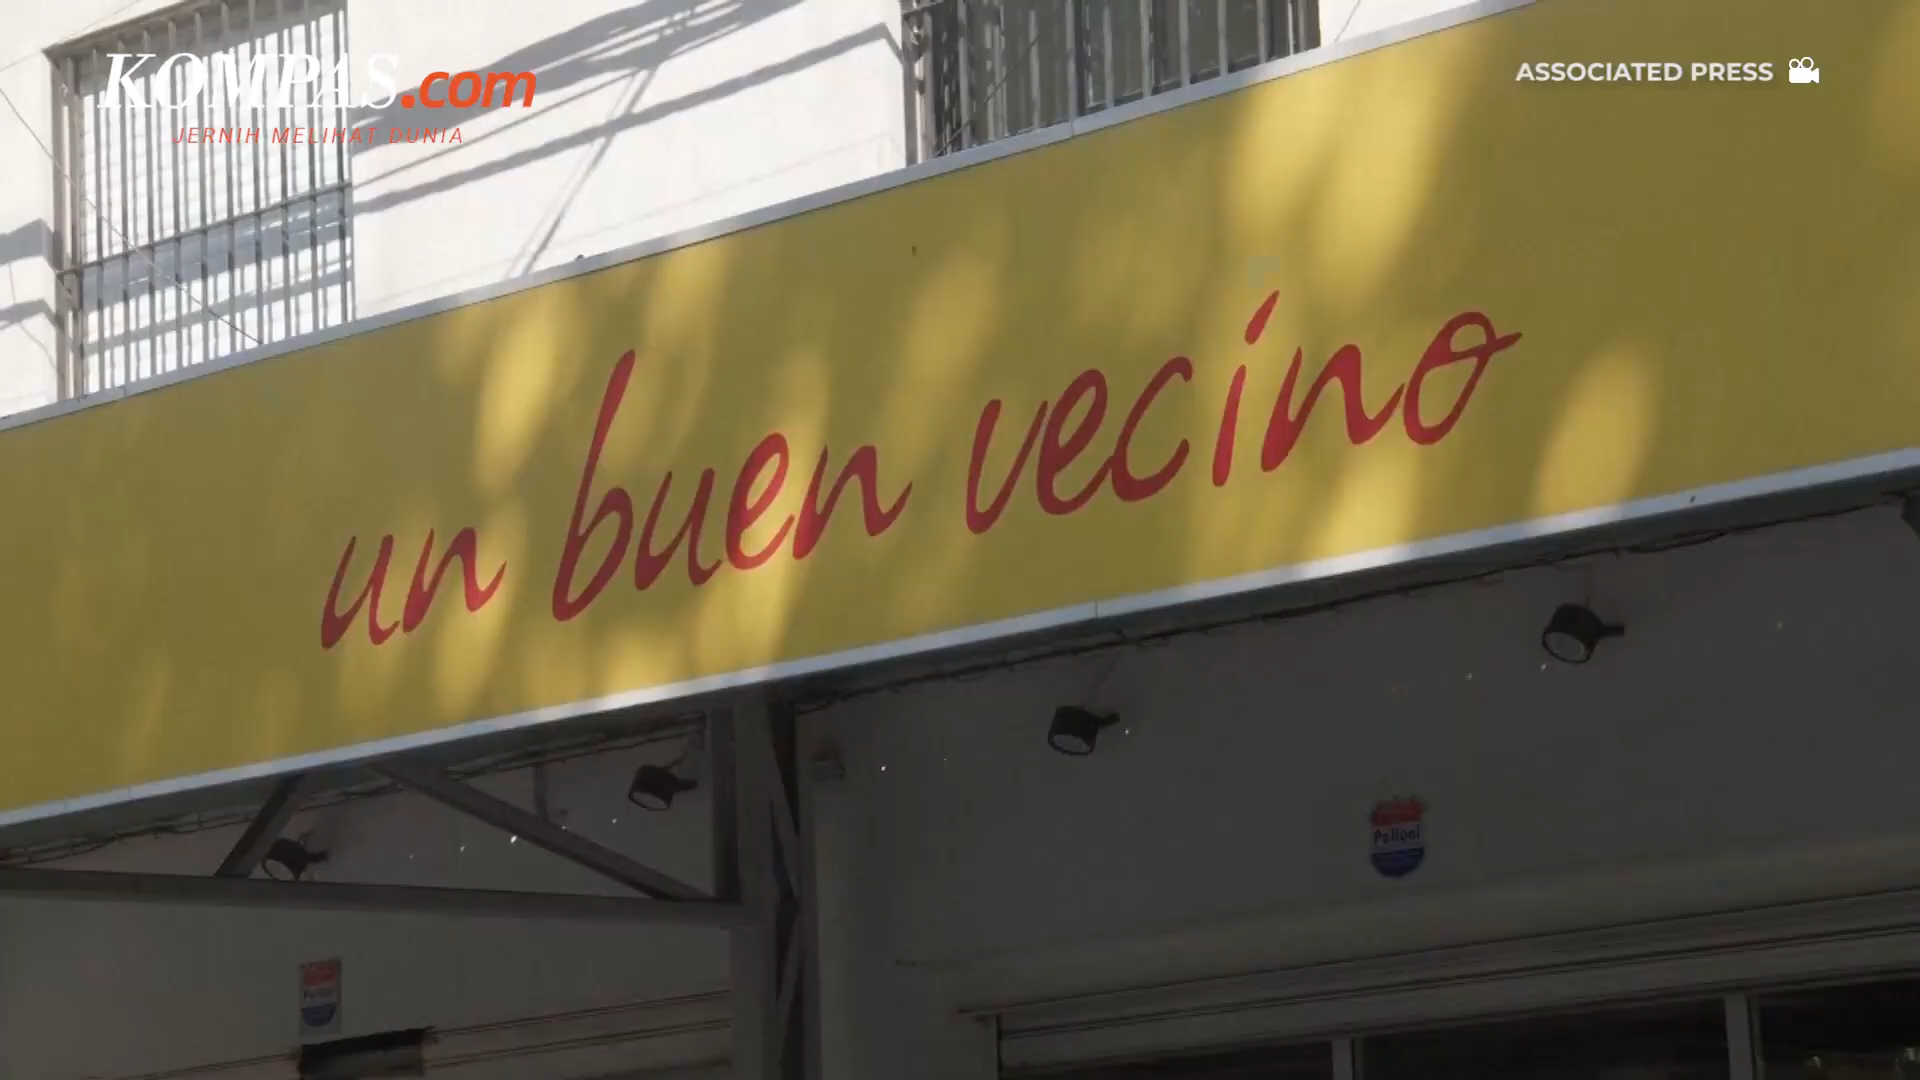 KOMPAS.com
JERNIH MELIHAT DUNIA
ASSOCIATED PRESS
un buen vecino
Pelloni